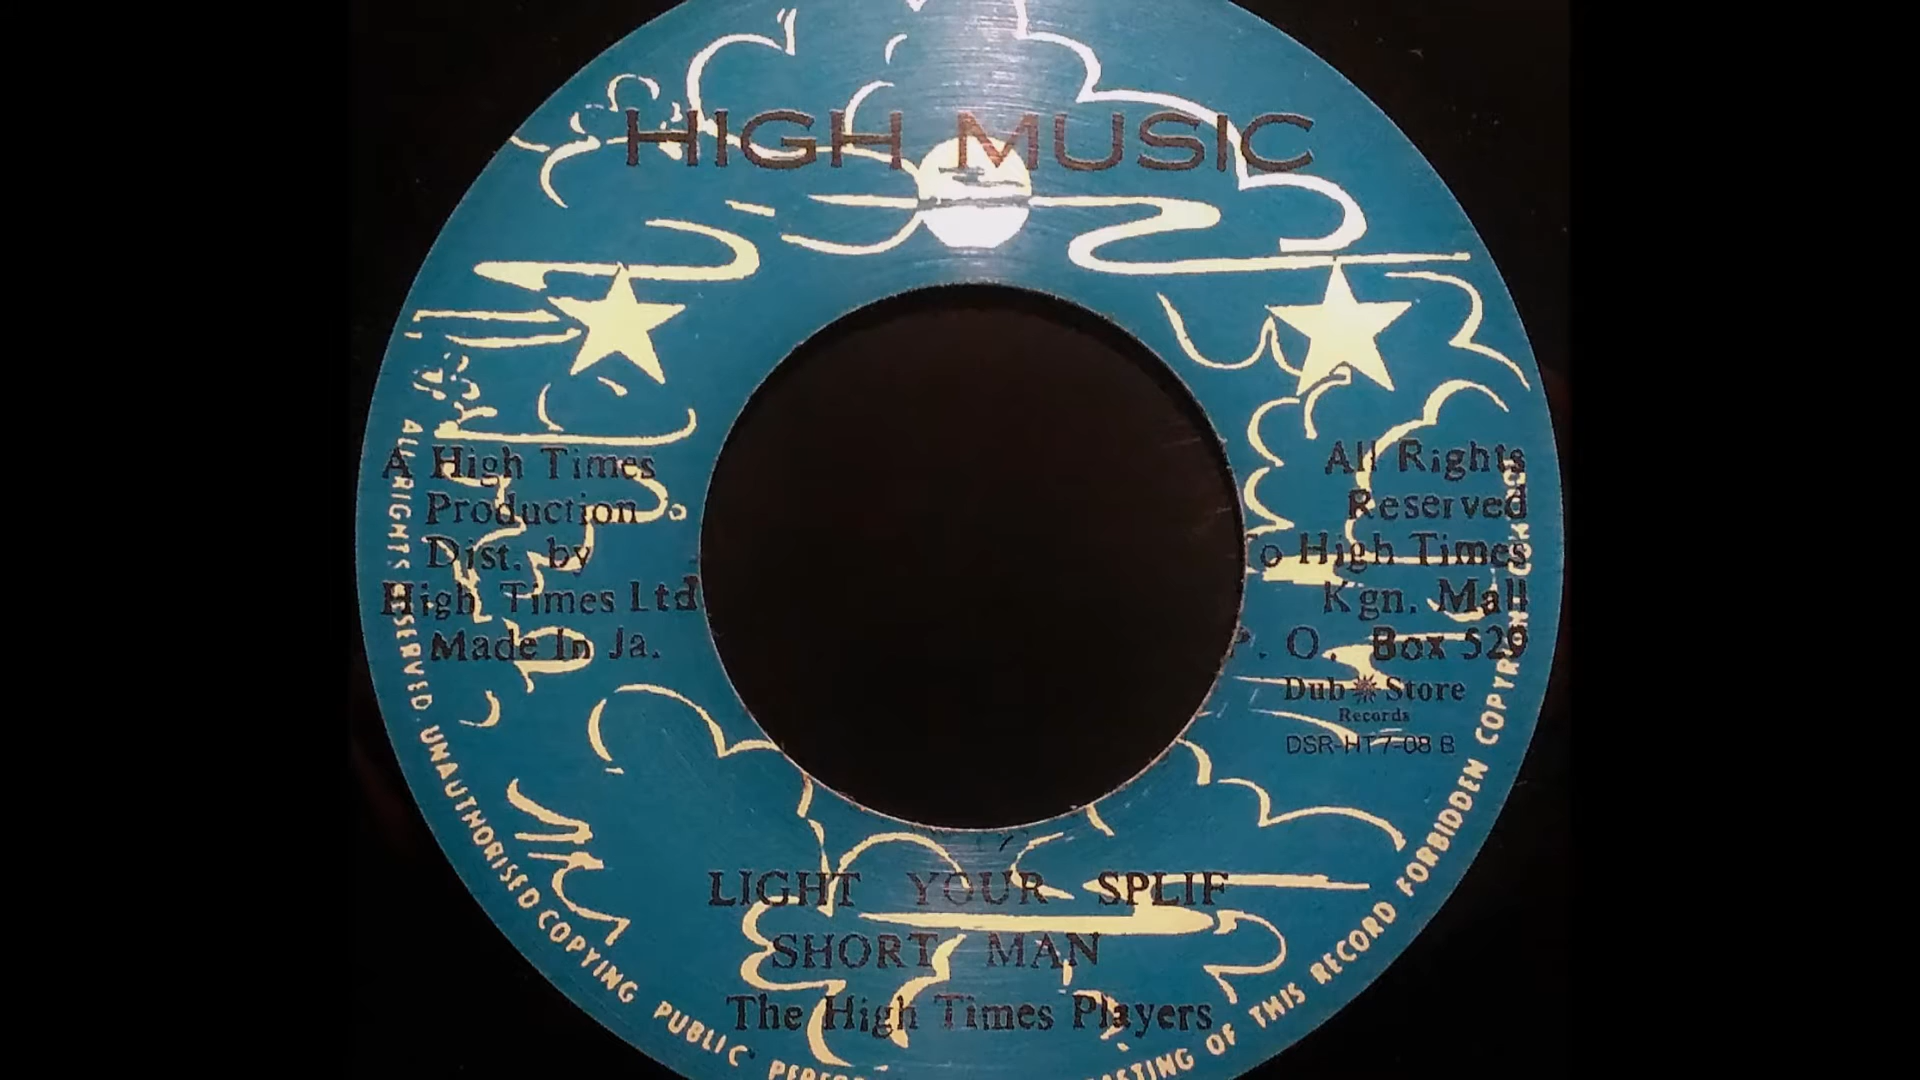 HIGH MUSIC
A High Times
Production
Dist. by
High Times Ltd
Made In Ja.
All Rights
Reserved
To High Times
Kgn. Mall
P. O. Box 529
Dub Store
Records
DSR-HT7-08 B
LIGHT YOUR SPLIF
SHORT MAN
The High Times Players
ALL RIGHTS RESERVED. UNAUTHORISED COPYING PUBLIC
OF THIS RECORD FORBIDDEN